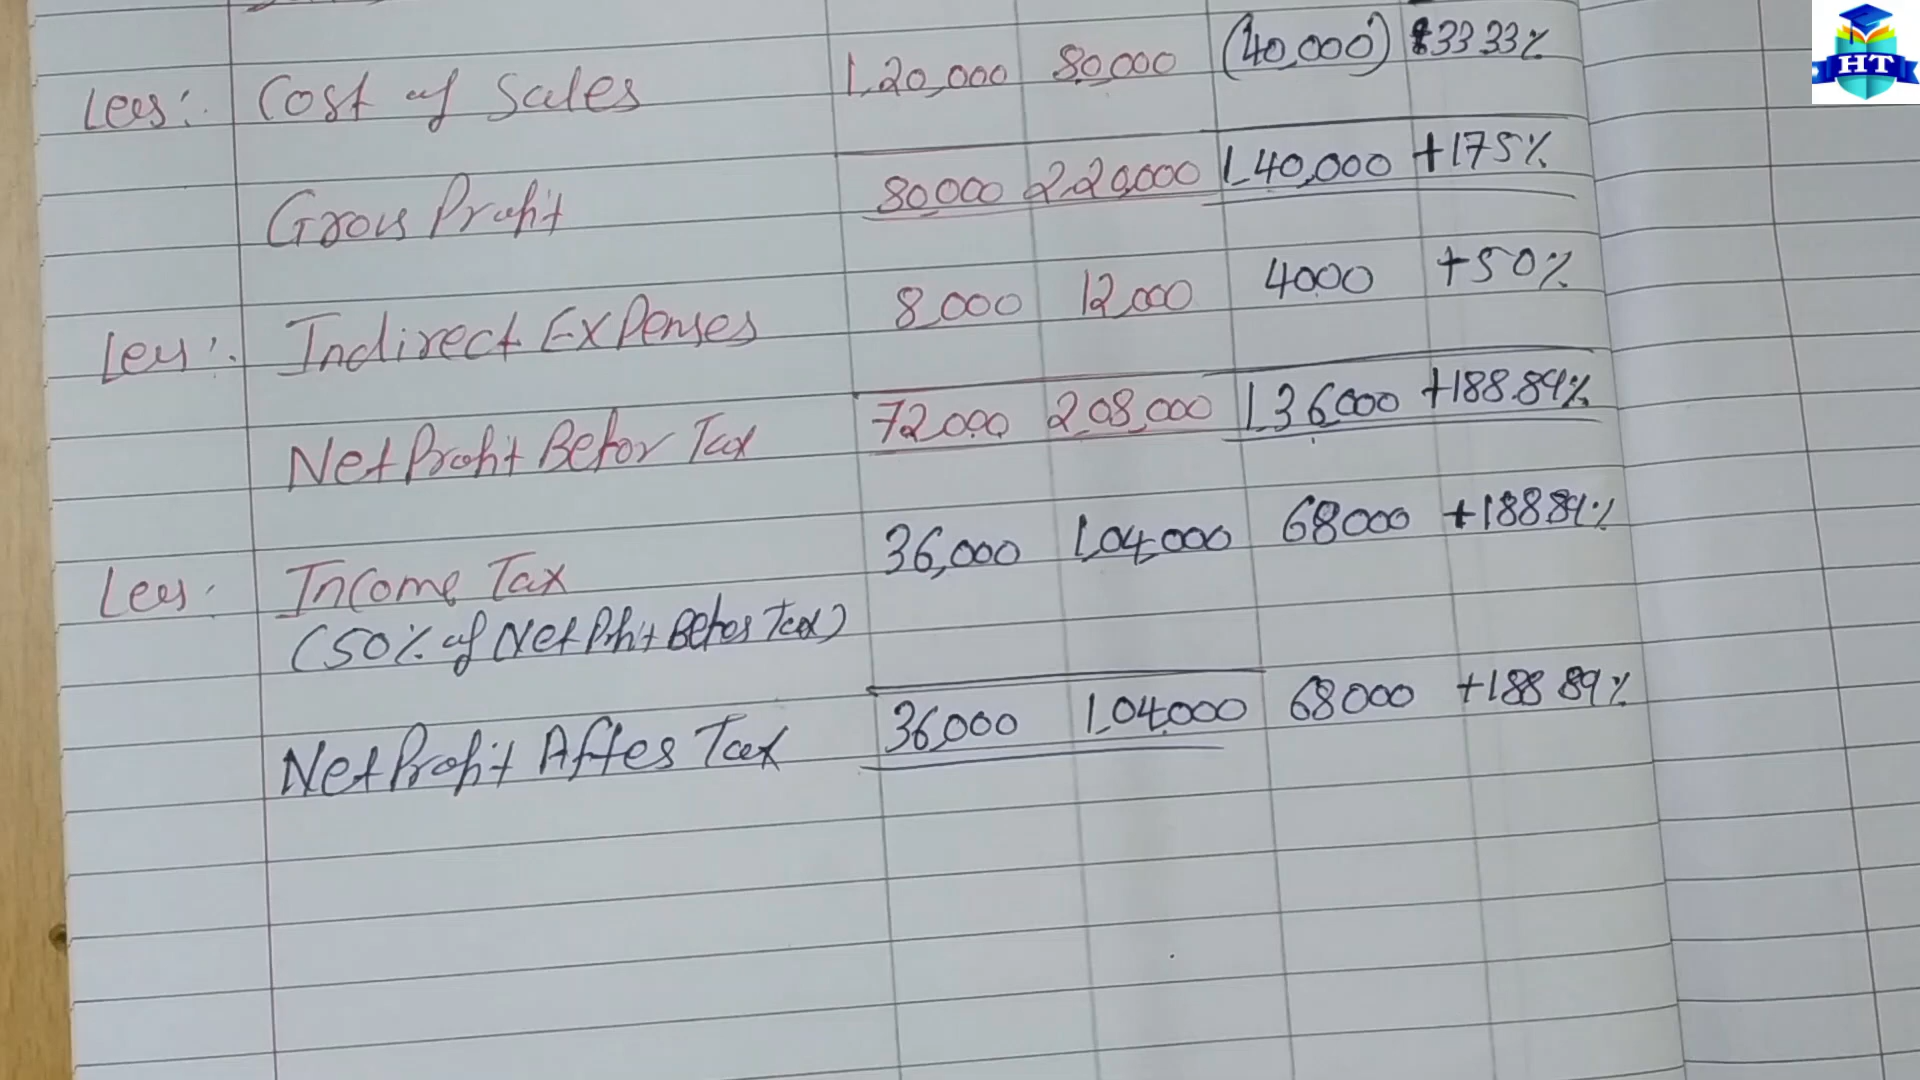 Less: Cost of Sales 1,20,000 80,000 (40,000) 33.33%
Gross Profit 80,000 2,20,000 1,40,000 +175%
Less: Indirect Expenses 8,000 12,000 4000 +50%
Net Profit Befor Tax 72,000 2,08,000 1,36,000 +188.89%
Less: Income Tax 36,000 1,04,000 68000 +188.89%
(50% of Net Profit Before Tax)
Net Profit After Tax 36,000 1,04,000 68000 +188.89%
HT